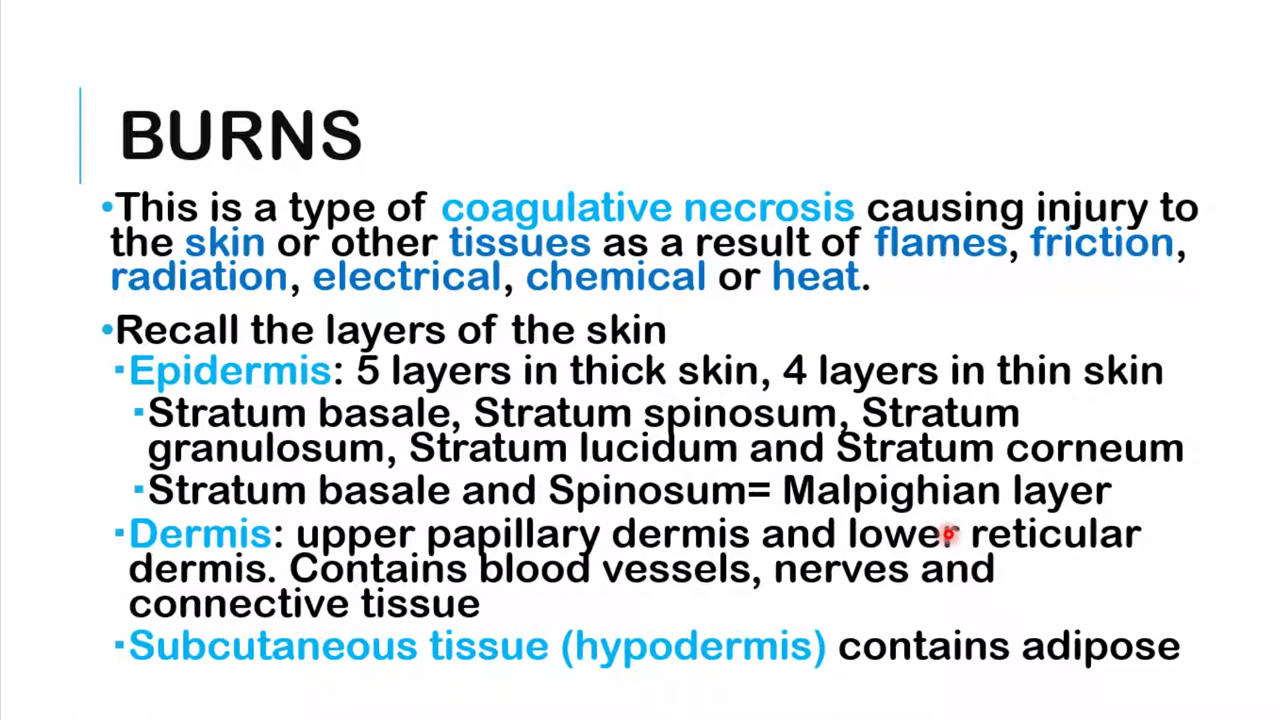 BURNS
•This is a type of coagulative necrosis causing injury to
the skin or other tissues as a result of flames, friction,
radiation, electrical, chemical or heat.
•Recall the layers of the skin
▪Epidermis: 5 layers in thick skin, 4 layers in thin skin
▪Stratum basale, Stratum spinosum, Stratum
granulosum, Stratum lucidum and Stratum corneum
▪Stratum basale and Spinosum= Malpighian layer
▪Dermis: upper papillary dermis and lower reticular
dermis. Contains blood vessels, nerves and
connective tissue
▪Subcutaneous tissue (hypodermis) contains adipose